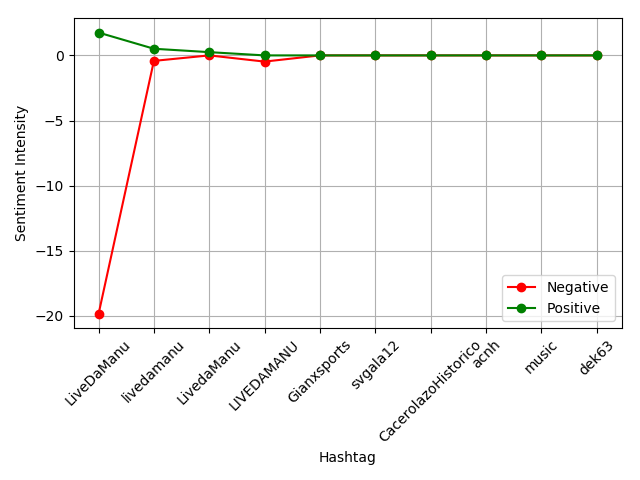 0
−5
−10
−15
−20
Sentiment Intensity
Negative
Positive
LiveDaManu
livedamanu
LivedaManu
LIVEDAMANU
Gianxsports
svgala12
CacerolazoHistorico
acnh
music
dek63
Hashtag